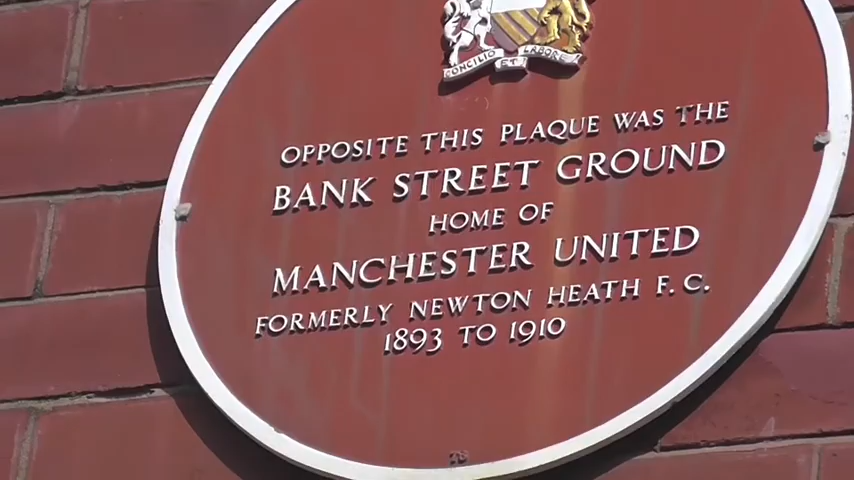 CONCILIO ET LABORE
OPPOSITE THIS PLAQUE WAS THE
BANK STREET GROUND
HOME OF
MANCHESTER UNITED
FORMERLY NEWTON HEATH F.C.
1893 TO 1910